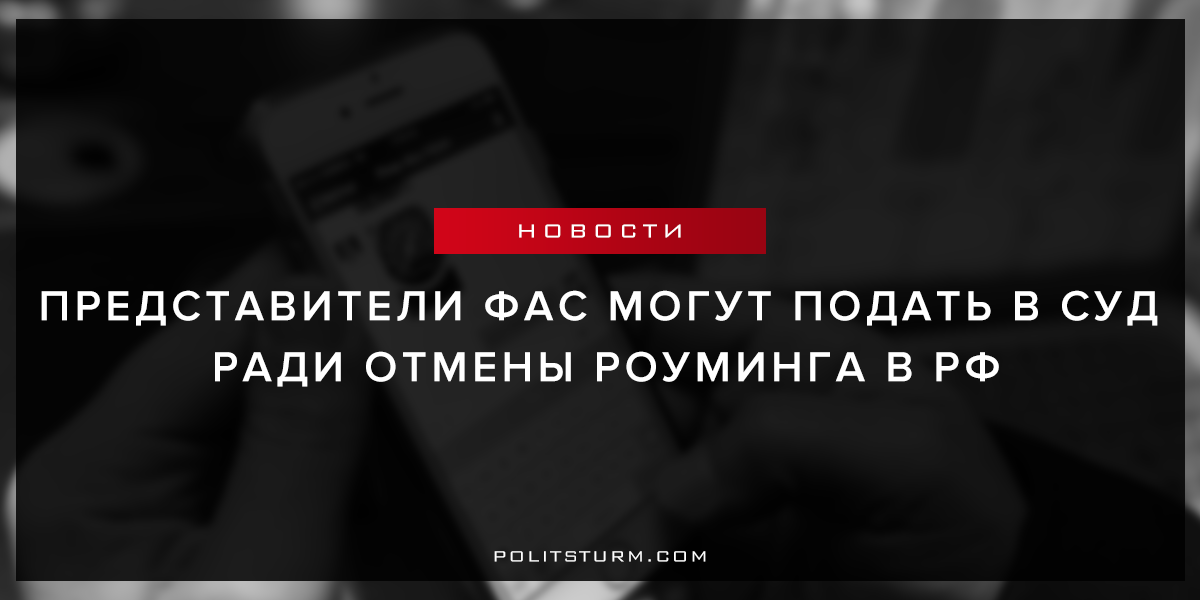 НОВОСТИ
ПРЕДСТАВИТЕЛИ ФАС МОГУТ ПОДАТЬ В СУД
РАДИ ОТМЕНЫ РОУМИНГА В РФ
POLITSTURM.COM